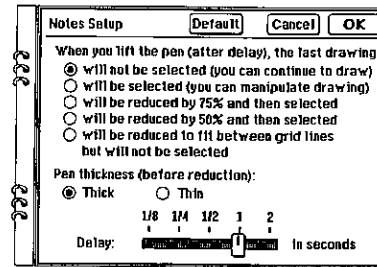 Notes Setup Default Cancel OK
When you lift the pen (after delay), the last drawing
will not be selected (you can continue to draw)
will be selected (you can manipulate drawing)
will be reduced by 75% and then selected
will be reduced by 50% and then selected
will be reduced to fit between grid lines
but will not be selected
Pen thickness (before reduction):
Thick Thin
1/8 1/4 1/2 1 2
Delay: in seconds